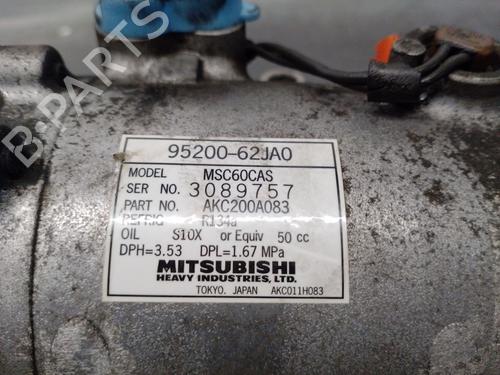 95200-62JA0
MODEL MSC60CAS
SER NO. 3089757
PART NO. AKC200A083
REFRIG R134a
OIL S10X or Equiv 50 cc
DPH=3.53 DPL=1.67 MPa
MITSUBISHI
HEAVY INDUSTRIES, LTD.
TOKYO. JAPAN AKC011H083
B-PARTS